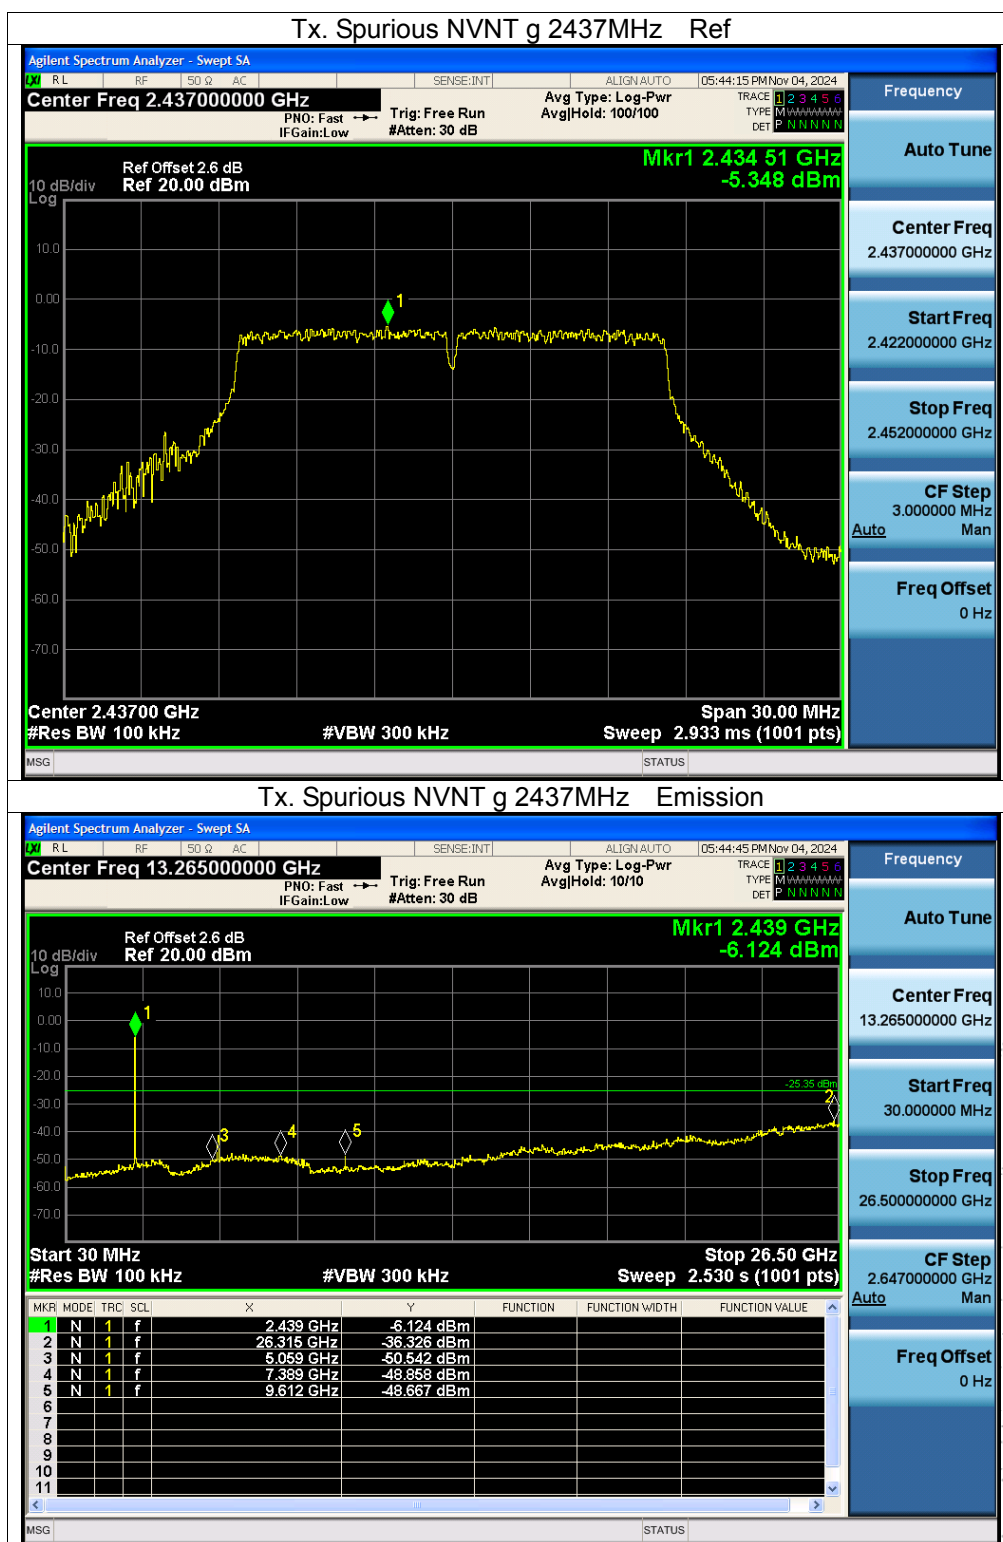 Tx. Spurious NVNT g 2437MHz Ref
Agilent Spectrum Analyzer - Swept SA
LXI RL RF 50 Ω AC SENSE:INT ALIGN AUTO 05:44:15 PM Nov 04, 2024
Center Freq 2.437000000 GHz
PNO: Fast
IFGain:Low
Trig: Free Run
#Atten: 30 dB
Avg Type: Log-Pwr
Avg|Hold: 100/100
TRACE 1 2 3 4 5 6
TYPE M WWWWW
DET P N N N N N
Mkr1 2.434 51 GHz
-5.348 dBm
Ref Offset 2.6 dB
Ref 20.00 dBm
10 dB/div
Log
10.0
0.00
-10.0
-20.0
-30.0
-40.0
-50.0
-60.0
-70.0
1
Center 2.43700 GHz
Span 30.00 MHz
#Res BW 100 kHz
#VBW 300 kHz
Sweep 2.933 ms (1001 pts)
MSG
STATUS
Frequency
Auto Tune
Center Freq
2.437000000 GHz
Start Freq
2.422000000 GHz
Stop Freq
2.452000000 GHz
CF Step
3.000000 MHz
Auto Man
Freq Offset
0 Hz
Tx. Spurious NVNT g 2437MHz Emission
Agilent Spectrum Analyzer - Swept SA
LXI RL RF 50 Ω AC SENSE:INT ALIGN AUTO 05:44:45 PM Nov 04, 2024
Center Freq 13.265000000 GHz
PNO: Fast
IFGain:Low
Trig: Free Run
#Atten: 30 dB
Avg Type: Log-Pwr
Avg|Hold: 10/10
TRACE 1 2 3 4 5 6
TYPE M WWWWW
DET P N N N N N
Mkr1 2.439 GHz
-6.124 dBm
Ref Offset 2.6 dB
Ref 20.00 dBm
10 dB/div
Log
10.0
0.00
-10.0
-20.0
-30.0
-40.0
-50.0
-60.0
-70.0
1
-25.35 dBm
2
3
4
5
Start 30 MHz
Stop 26.50 GHz
#Res BW 100 kHz
#VBW 300 kHz
Sweep 2.530 s (1001 pts)
MKR MODE TRC SCL X Y FUNCTION FUNCTION WIDTH FUNCTION VALUE
1 N 1 f 2.439 GHz -6.124 dBm
2 N 1 f 26.315 GHz -36.326 dBm
3 N 1 f 5.059 GHz -50.542 dBm
4 N 1 f 7.389 GHz -48.858 dBm
5 N 1 f 9.612 GHz -48.667 dBm
6
7
8
9
10
11
MSG
STATUS
Frequency
Auto Tune
Center Freq
13.265000000 GHz
Start Freq
30.000000 MHz
Stop Freq
26.500000000 GHz
CF Step
2.647000000 GHz
Auto Man
Freq Offset
0 Hz